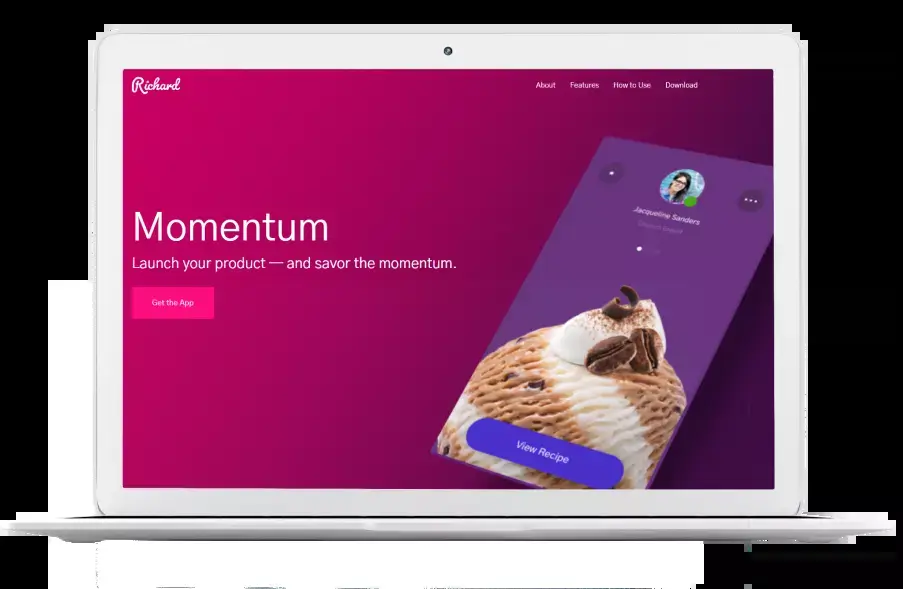 Richard
About Features How to Use Download
Jacqueline Sanders
Momentum
Launch your product — and savor the momentum.
Get the App
View Recipe